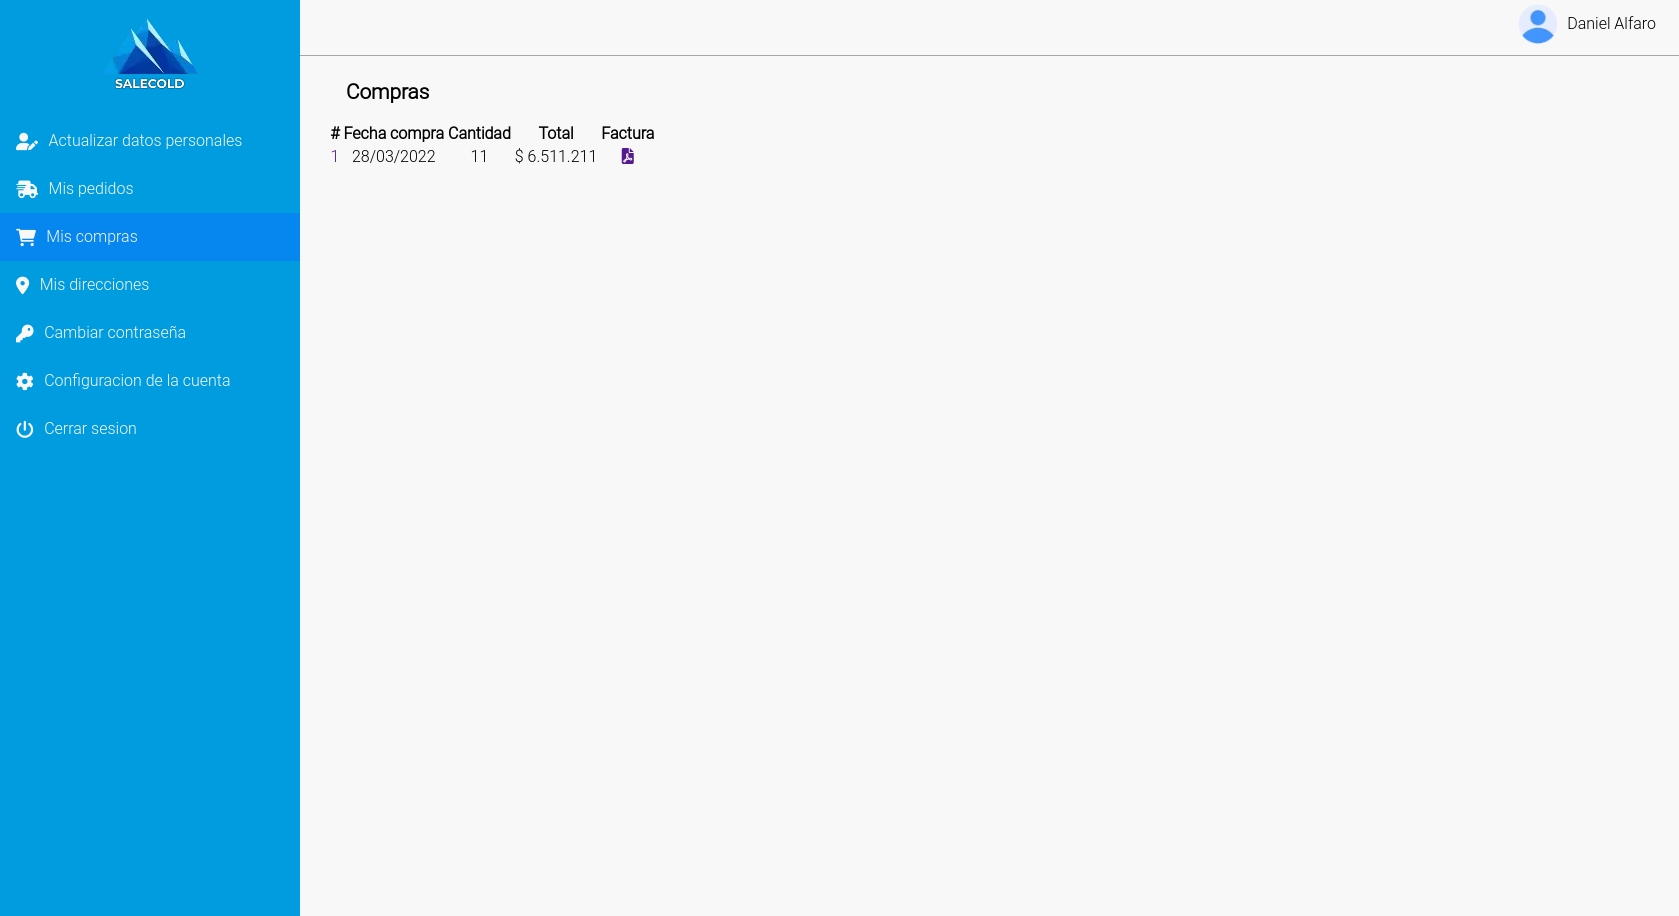 SALECOLD
Actualizar datos personales
Mis pedidos
Mis compras
Mis direcciones
Cambiar contraseña
Configuracion de la cuenta
Cerrar sesion
Daniel Alfaro
Compras
# Fecha compra Cantidad Total Factura
1 28/03/2022 11 $ 6.511.211